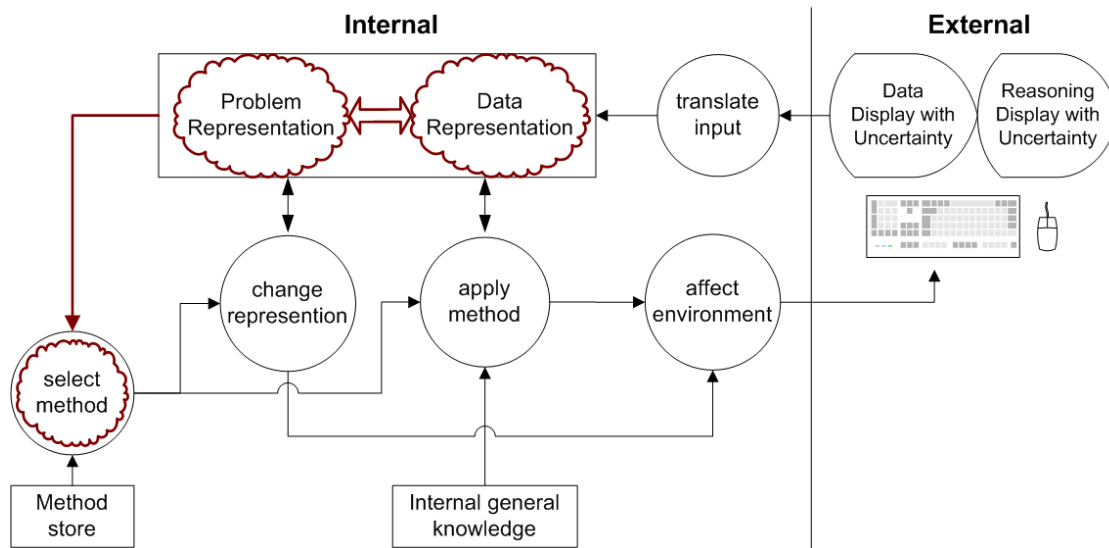 Internal
External
Problem
Representation
Data
Representation
translate
input
Data
Display with
Uncertainty
Reasoning
Display with
Uncertainty
change
represention
apply
method
affect
environment
select
method
Method
store
Internal general
knowledge